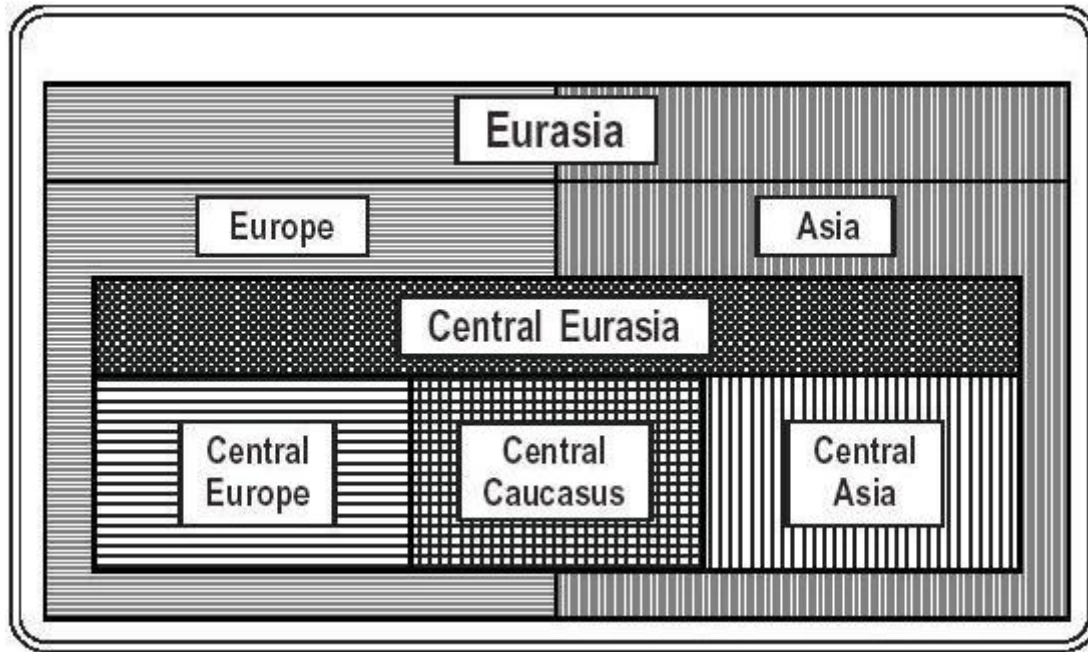 Eurasia
Europe
Asia
Central Eurasia
Central
Europe
Central
Caucasus
Central
Asia